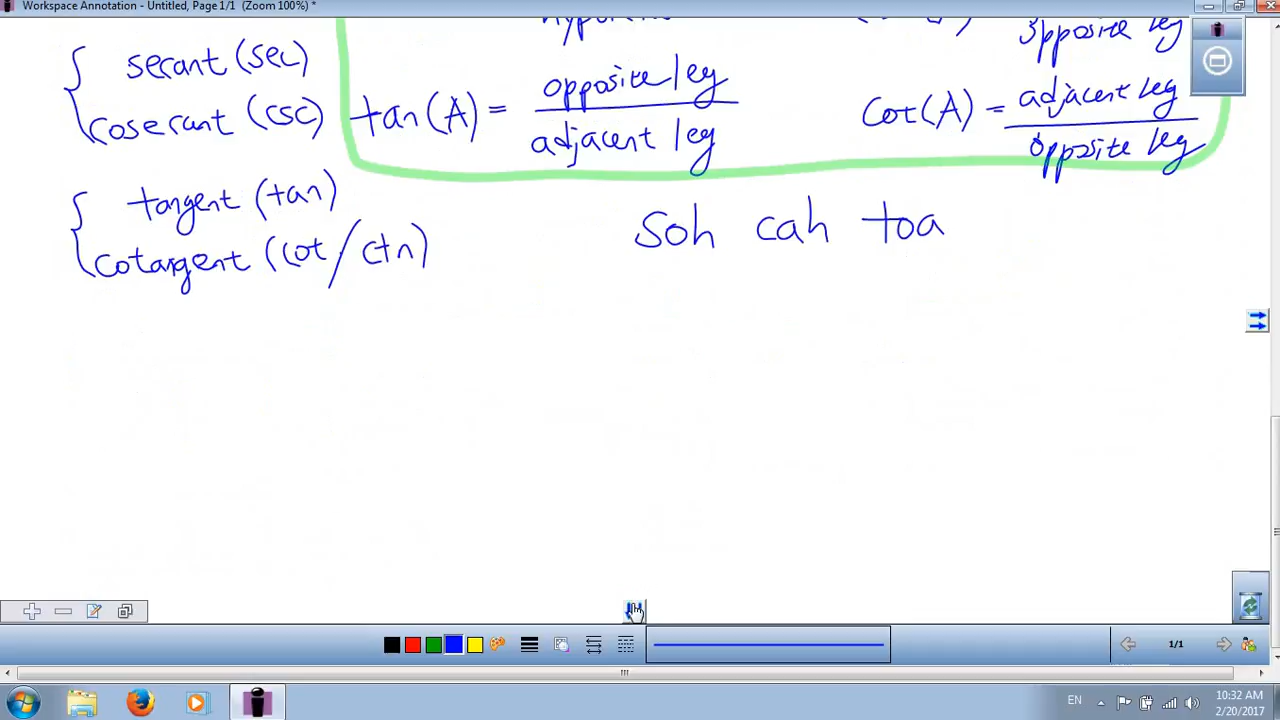 Workspace Annotation - Untitled, Page 1/1 (Zoom 100%) *
secant (sec)
cosecant (csc)
tan(A) = opposite leg / adjacent leg
opposite leg
cot(A) = adjacent leg / opposite leg
tangent (tan)
cotangent (cot / ctn)
soh cah toa
1/1
EN
10:32 AM
2/20/2017